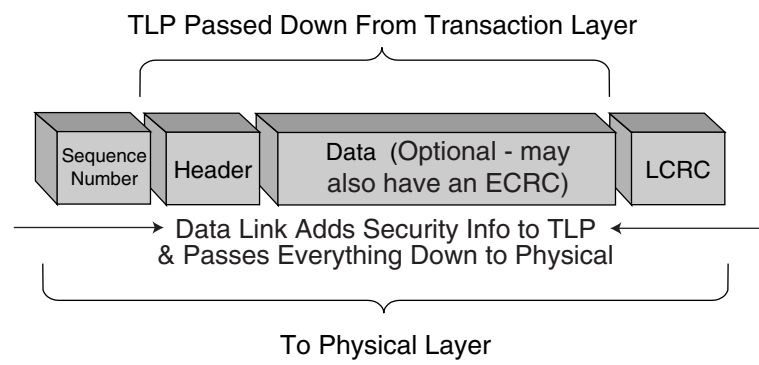 TLP Passed Down From Transaction Layer
Sequence
Number
Header
Data (Optional - may
also have an ECRC)
LCRC
Data Link Adds Security Info to TLP
& Passes Everything Down to Physical
To Physical Layer